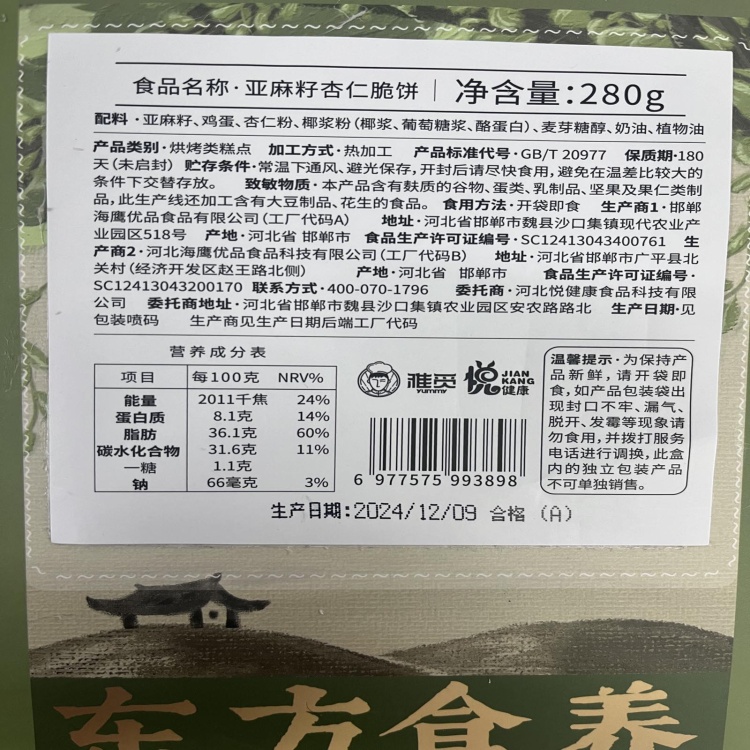 食品名称·亚麻籽杏仁脆饼 | 净含量:280g
配料·亚麻籽、鸡蛋、杏仁粉、椰浆粉(椰浆、葡萄糖浆、酪蛋白)、麦芽糖醇、奶油、植物油
产品类别·烘烤类糕点 加工方式·热加工 产品标准代号·GB/T 20977 保质期·180
天(未启封) 贮存条件·常温下通风、避光保存,开封后请尽快食用,避免在温差比较大的
条件下交替存放。 致敏物质·本产品含有麸质的谷物、蛋类、乳制品、坚果及果仁类制
品,此生产线还加工含有大豆制品、花生的食品。 食用方法·开袋即食 生产商1·邯郸
海鹰优品食品有限公司(工厂代码A) 地址·河北省邯郸市魏县沙口集镇现代农业产
业园区518号 产地·河北省 邯郸市 食品生产许可证编号·SC12413043400761 生
产商2·河北海鹰优品食品科技有限公司(工厂代码B) 地址·河北省邯郸市广平县北
关村(经济开发区赵王路北侧) 产地·河北省 邯郸市 食品生产许可证编号·
SC12413043200170 联系方式·400-070-1796 委托商·河北悦健康食品科技有限
公司 委托商地址·河北省邯郸市魏县沙口集镇农业园区安农路路北 生产日期·见
包装喷码 生产商见生产日期后端工厂代码
营养成分表
项目 每100克 NRV%
能量 2011千焦 24%
蛋白质 8.1克 14%
脂肪 36.1克 60%
碳水化合物 31.6克 11%
—糖 1.1克
钠 66毫克 3%
雅觅
yummy
悦 JIAN KANG 健康
6 977575 993898
温馨提示·为保持产
品新鲜,请开袋即
食,如产品包装袋出
现封口不牢、漏气、
脱开、发霉等现象请
勿食用,并拨打服务
电话进行调换,此盒
内的独立包装产品
不可单独销售。
生产日期:2024/12/09 合格 (A)
东方食养